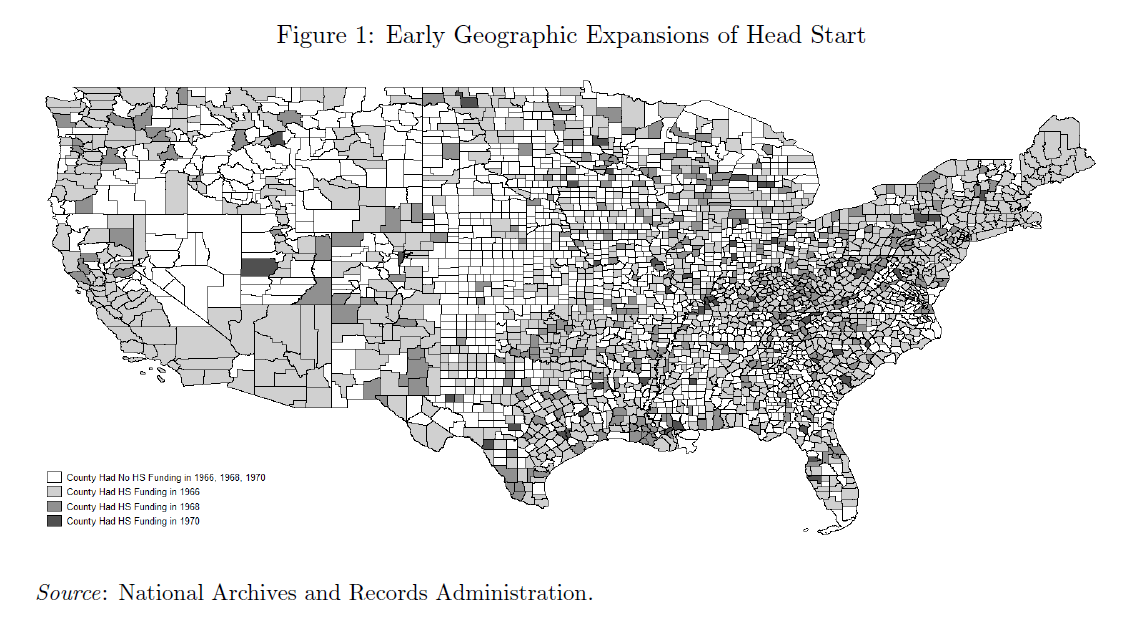 Figure 1: Early Geographic Expansions of Head Start
County Had No HS Funding in 1966, 1968, 1970
County Had HS Funding in 1966
County Had HS Funding in 1968
County Had HS Funding in 1970
Source: National Archives and Records Administration.